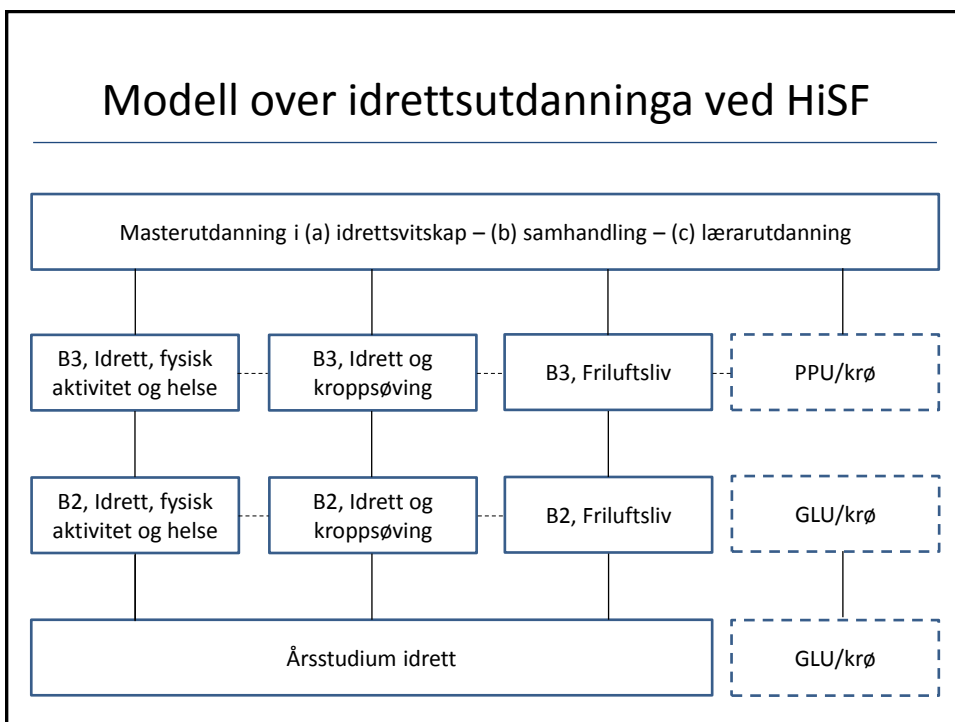 Modell over idrettsutdanninga ved HiSF
Masterutdanning i (a) idrettsvitskap – (b) samhandling – (c) lærarutdanning
B3, Idrett, fysisk
aktivitet og helse
B3, Idrett og
kroppsøving
B3, Friluftsliv
PPU/krø
B2, Idrett, fysisk
aktivitet og helse
B2, Idrett og
kroppsøving
B2, Friluftsliv
GLU/krø
Årsstudium idrett
GLU/krø